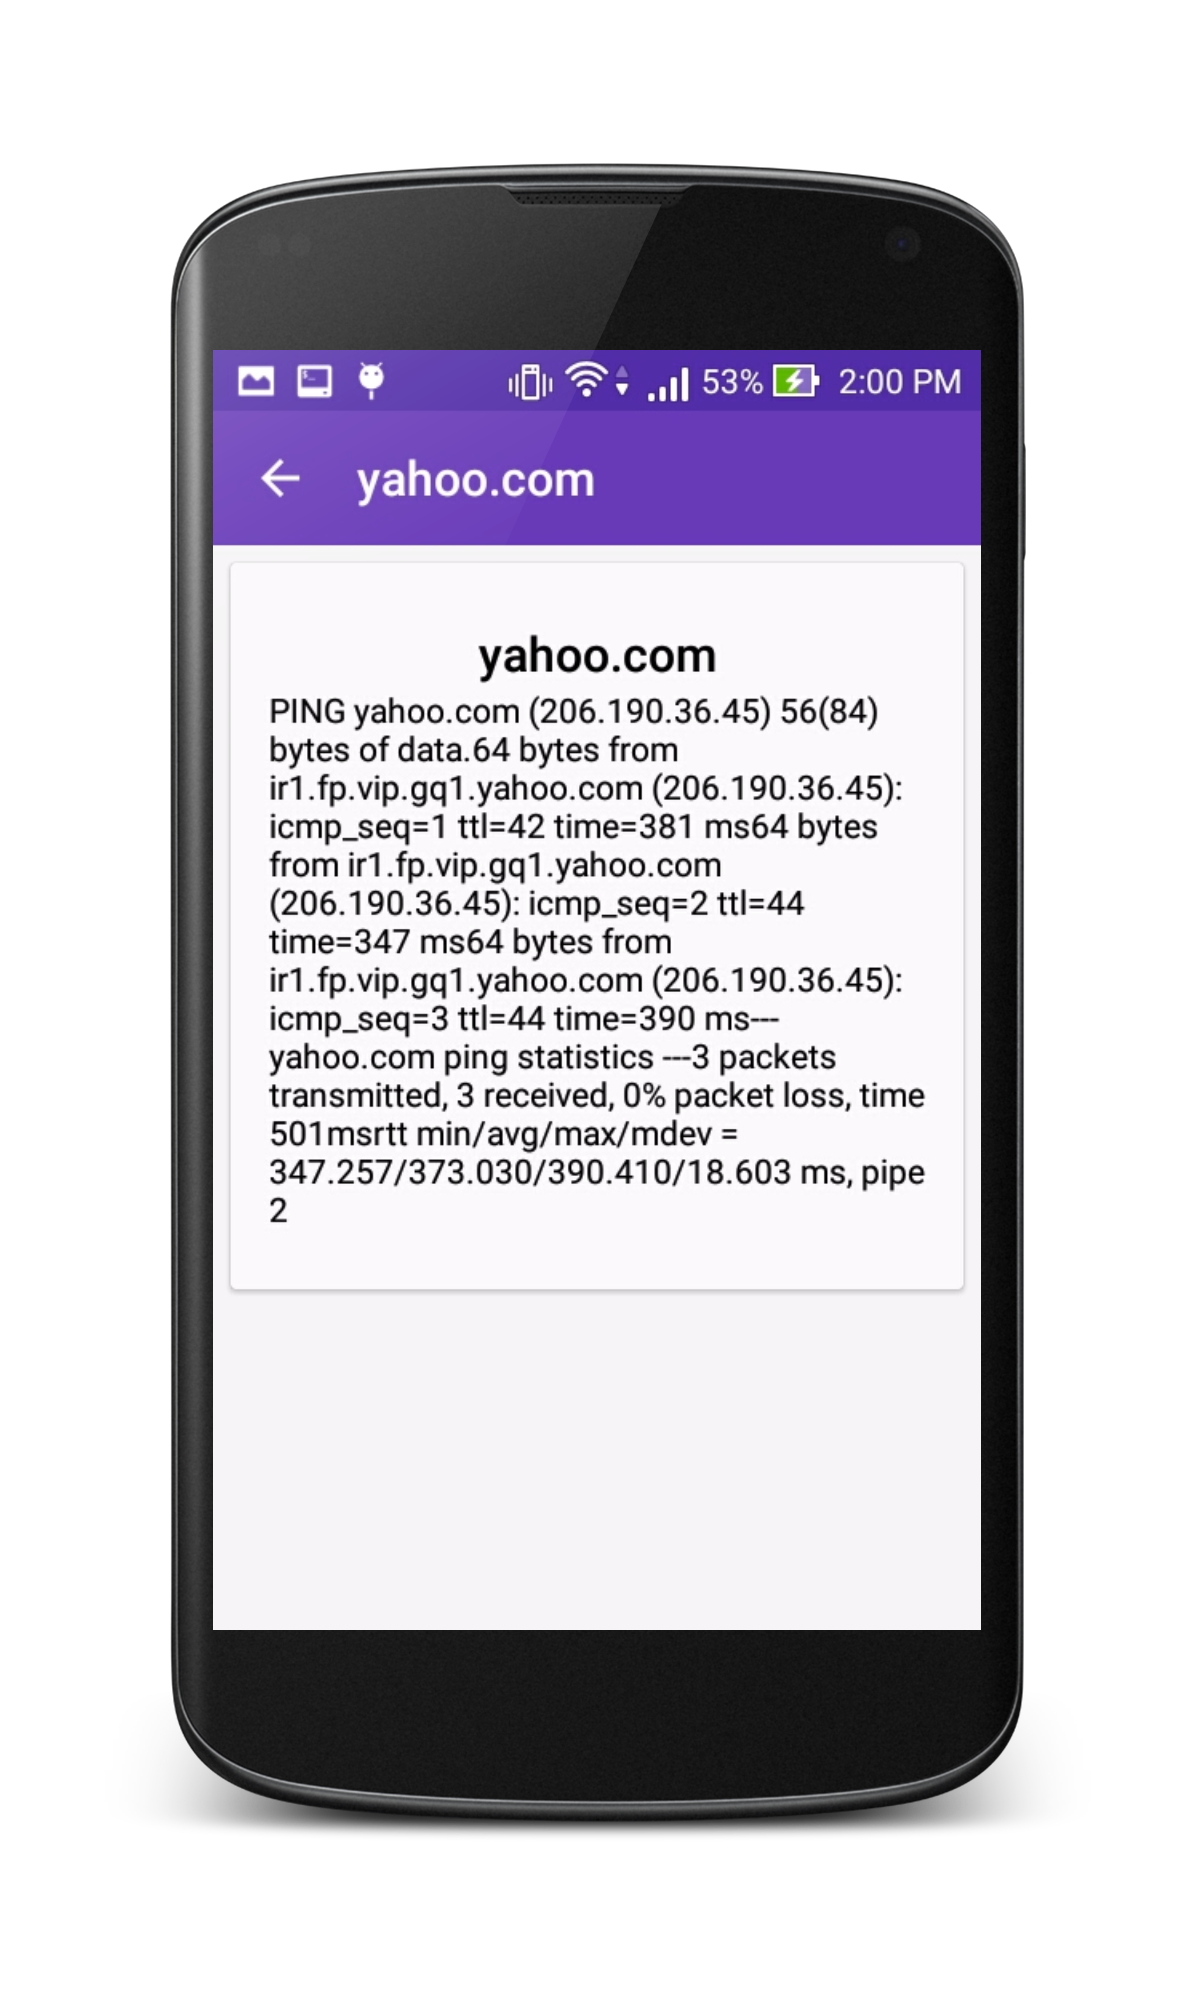 53% 2:00 PM
yahoo.com
yahoo.com
PING yahoo.com (206.190.36.45) 56(84)
bytes of data.64 bytes from
ir1.fp.vip.gq1.yahoo.com (206.190.36.45):
icmp_seq=1 ttl=42 time=381 ms64 bytes
from ir1.fp.vip.gq1.yahoo.com
(206.190.36.45): icmp_seq=2 ttl=44
time=347 ms64 bytes from
ir1.fp.vip.gq1.yahoo.com (206.190.36.45):
icmp_seq=3 ttl=44 time=390 ms---
yahoo.com ping statistics ---3 packets
transmitted, 3 received, 0% packet loss, time
501msrtt min/avg/max/mdev =
347.257/373.030/390.410/18.603 ms, pipe
2